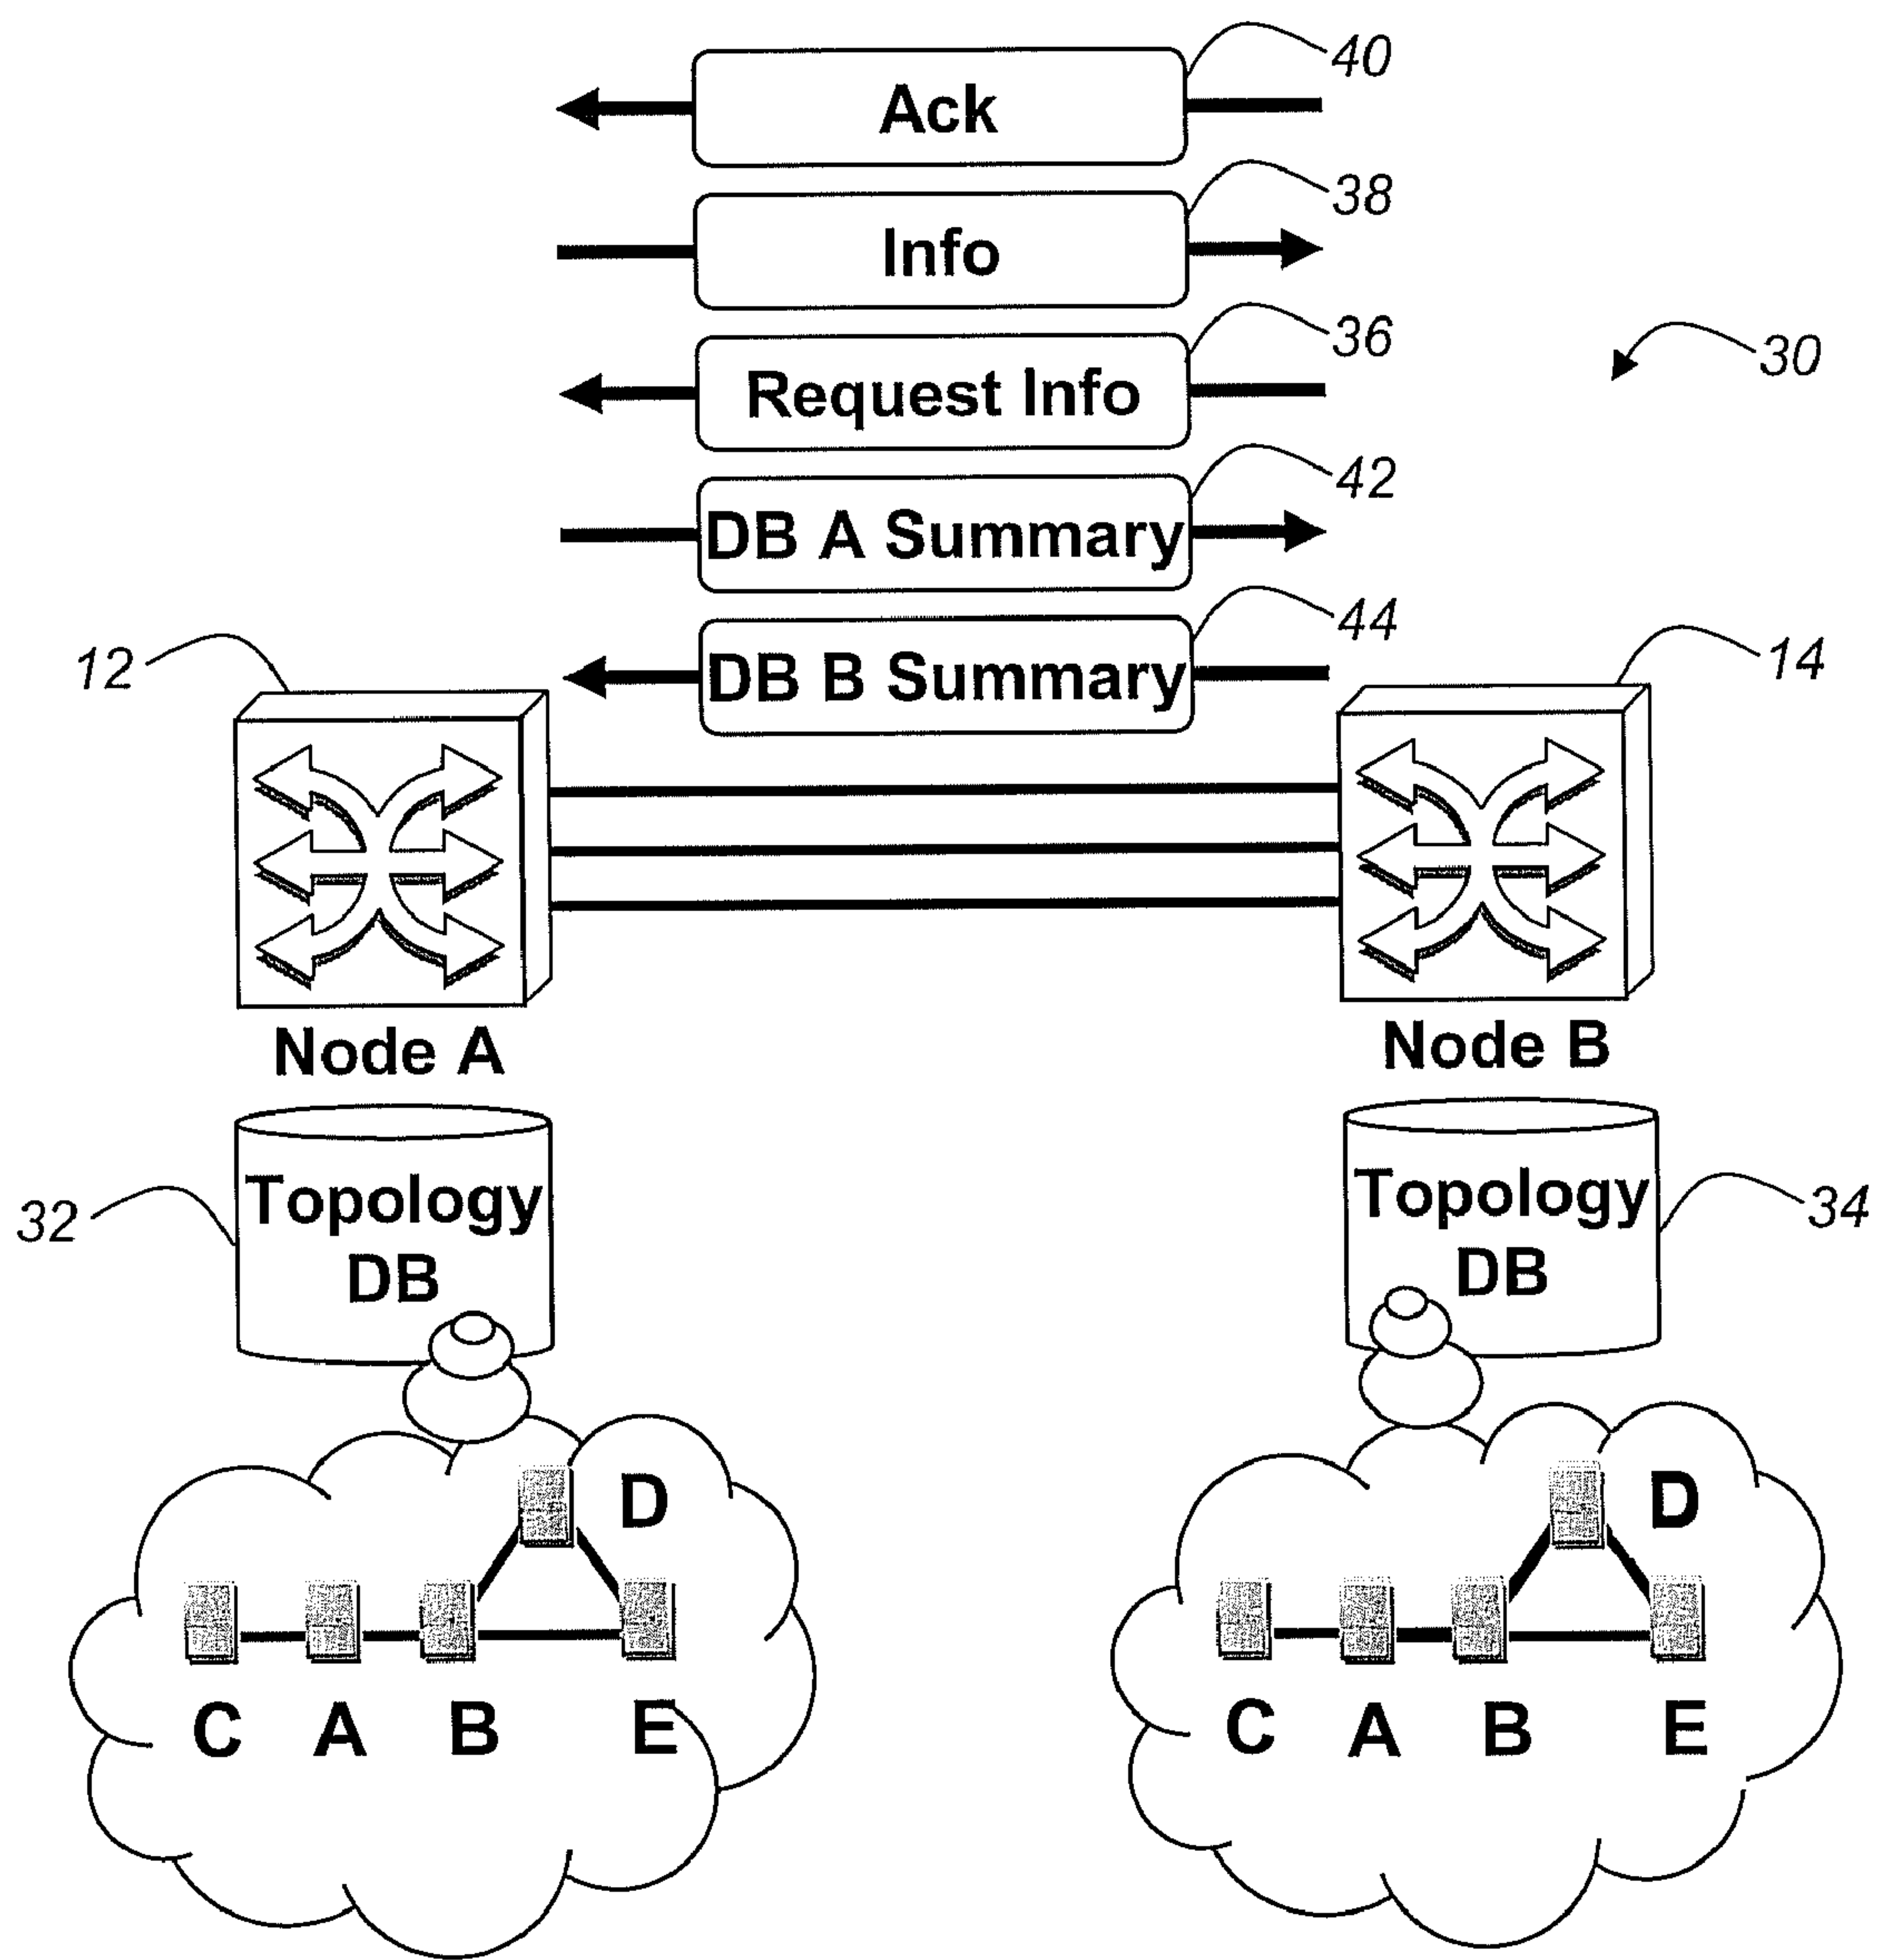 40
Ack
38
Info
36
Request Info
30
42
DB A Summary
44
DB B Summary
12
14
Node A
Node B
32
Topology
DB
Topology
DB
34
D
C A B E
D
C A B E